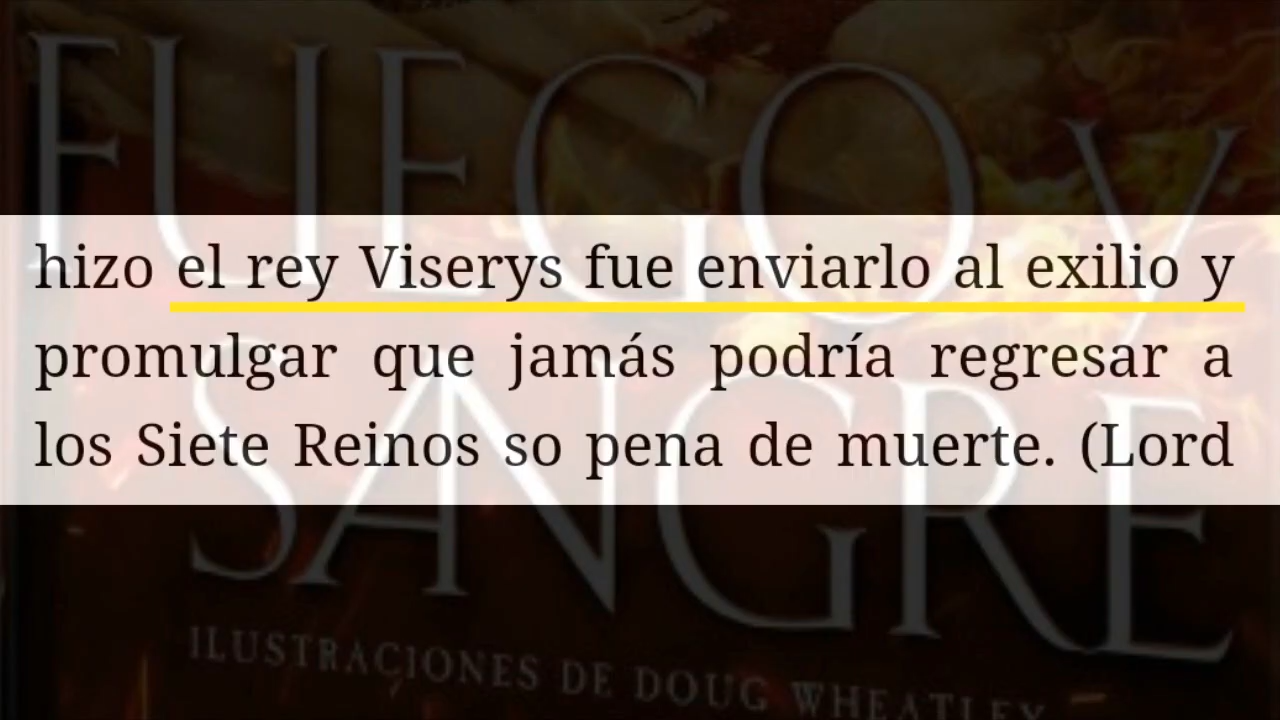 FUEGO Y
hizo el rey Viserys fue enviarlo al exilio y
promulgar que jamás podría regresar a
los Siete Reinos so pena de muerte. (Lord
SANGRE
ILUSTRACIONES DE DOUG WHEATLEY